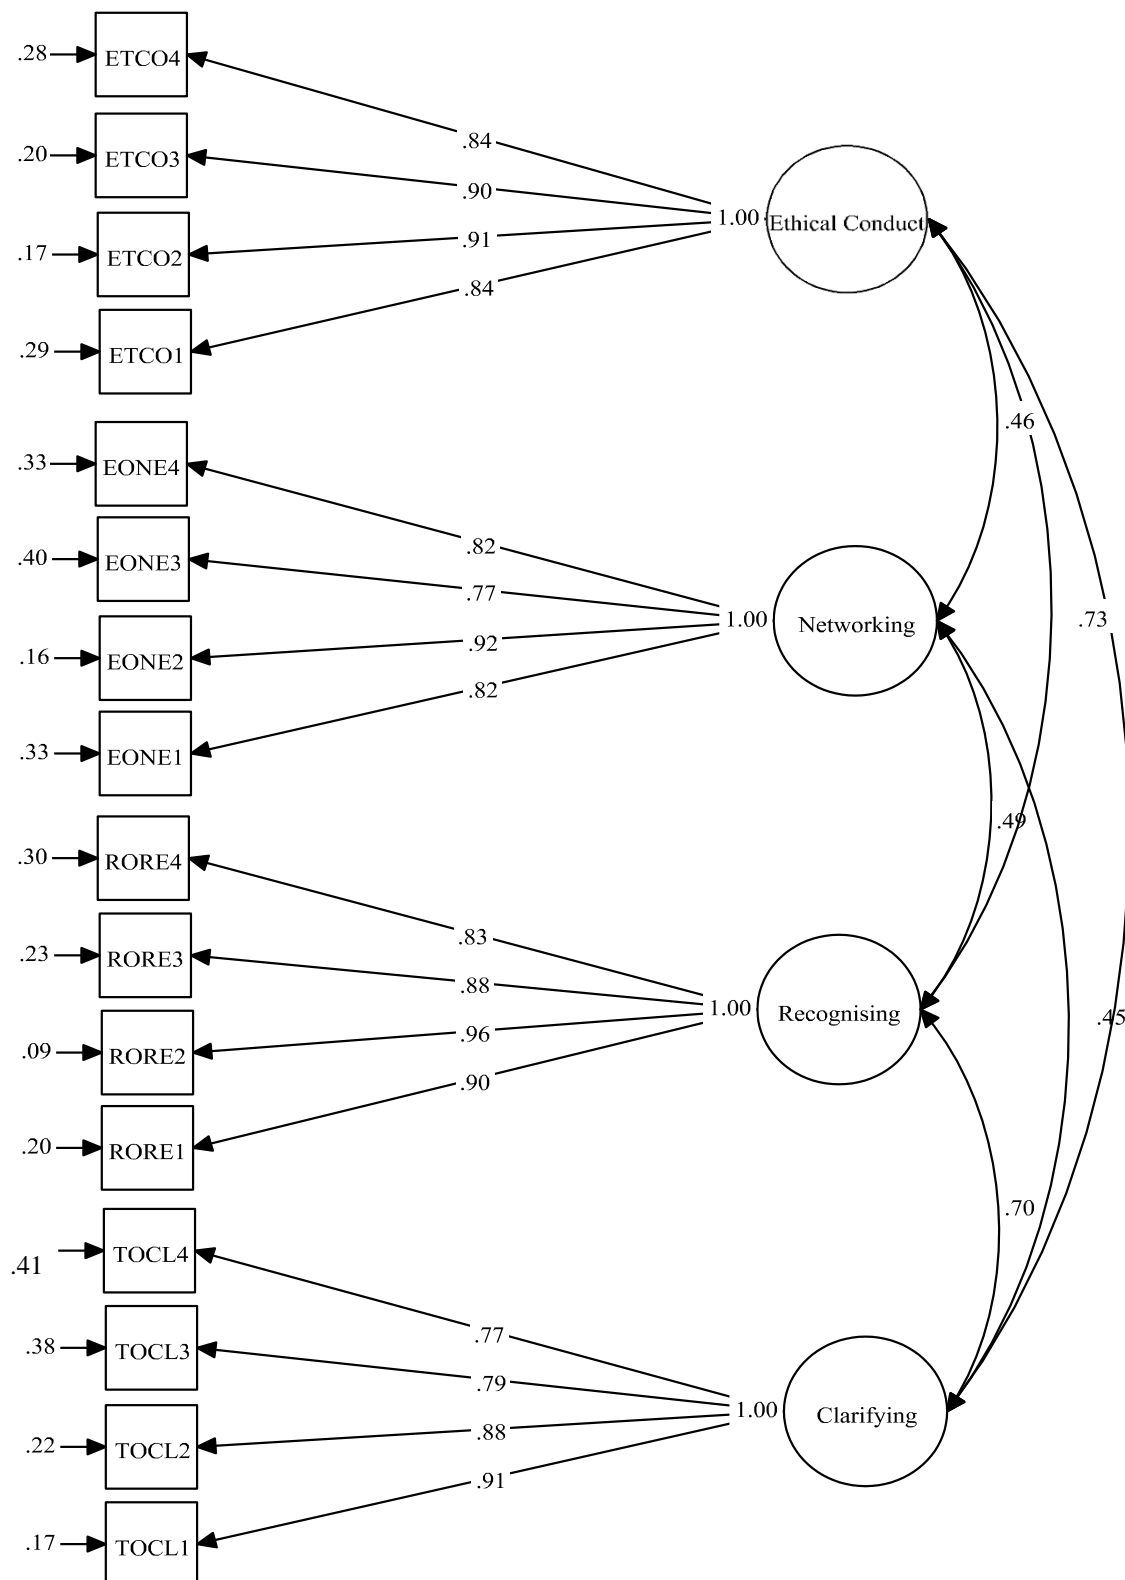 .28 ETCO4
.84
.20 ETCO3
.90
1.00 Ethical Conduct
.17 ETCO2
.91
.84
.29 ETCO1
.46
.33 EONE4
.82
.40 EONE3
.77
1.00 Networking
.73
.16 EONE2
.92
.82
.33 EONE1
.49
.30 RORE4
.83
.23 RORE3
.88
1.00 Recognising
.45
.09 RORE2
.96
.90
.20 RORE1
.70
.41 TOCL4
.77
.38 TOCL3
.79
1.00 Clarifying
.22 TOCL2
.88
.91
.17 TOCL1